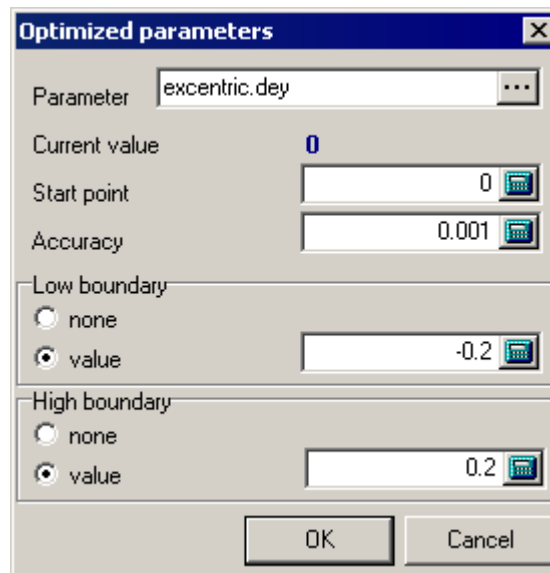 Optimized parameters
Parameter excentric.dey ...
Current value 0
Start point 0
Accuracy 0.001
Low boundary
none
value -0.2
High boundary
none
value 0.2
OK Cancel